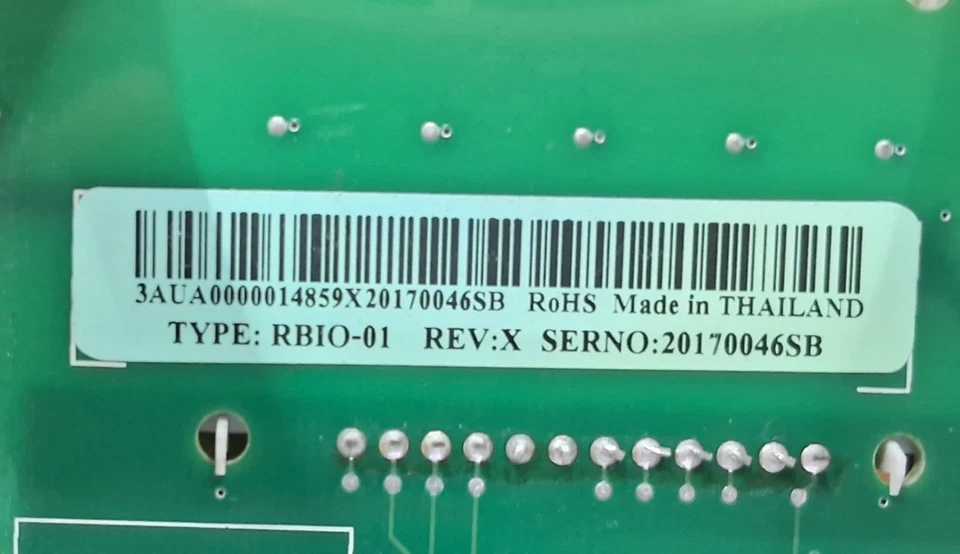 3AUA0000014859X20170046SB RoHS Made in THAILAND
TYPE: RBIO-01 REV:X SERNO:20170046SB